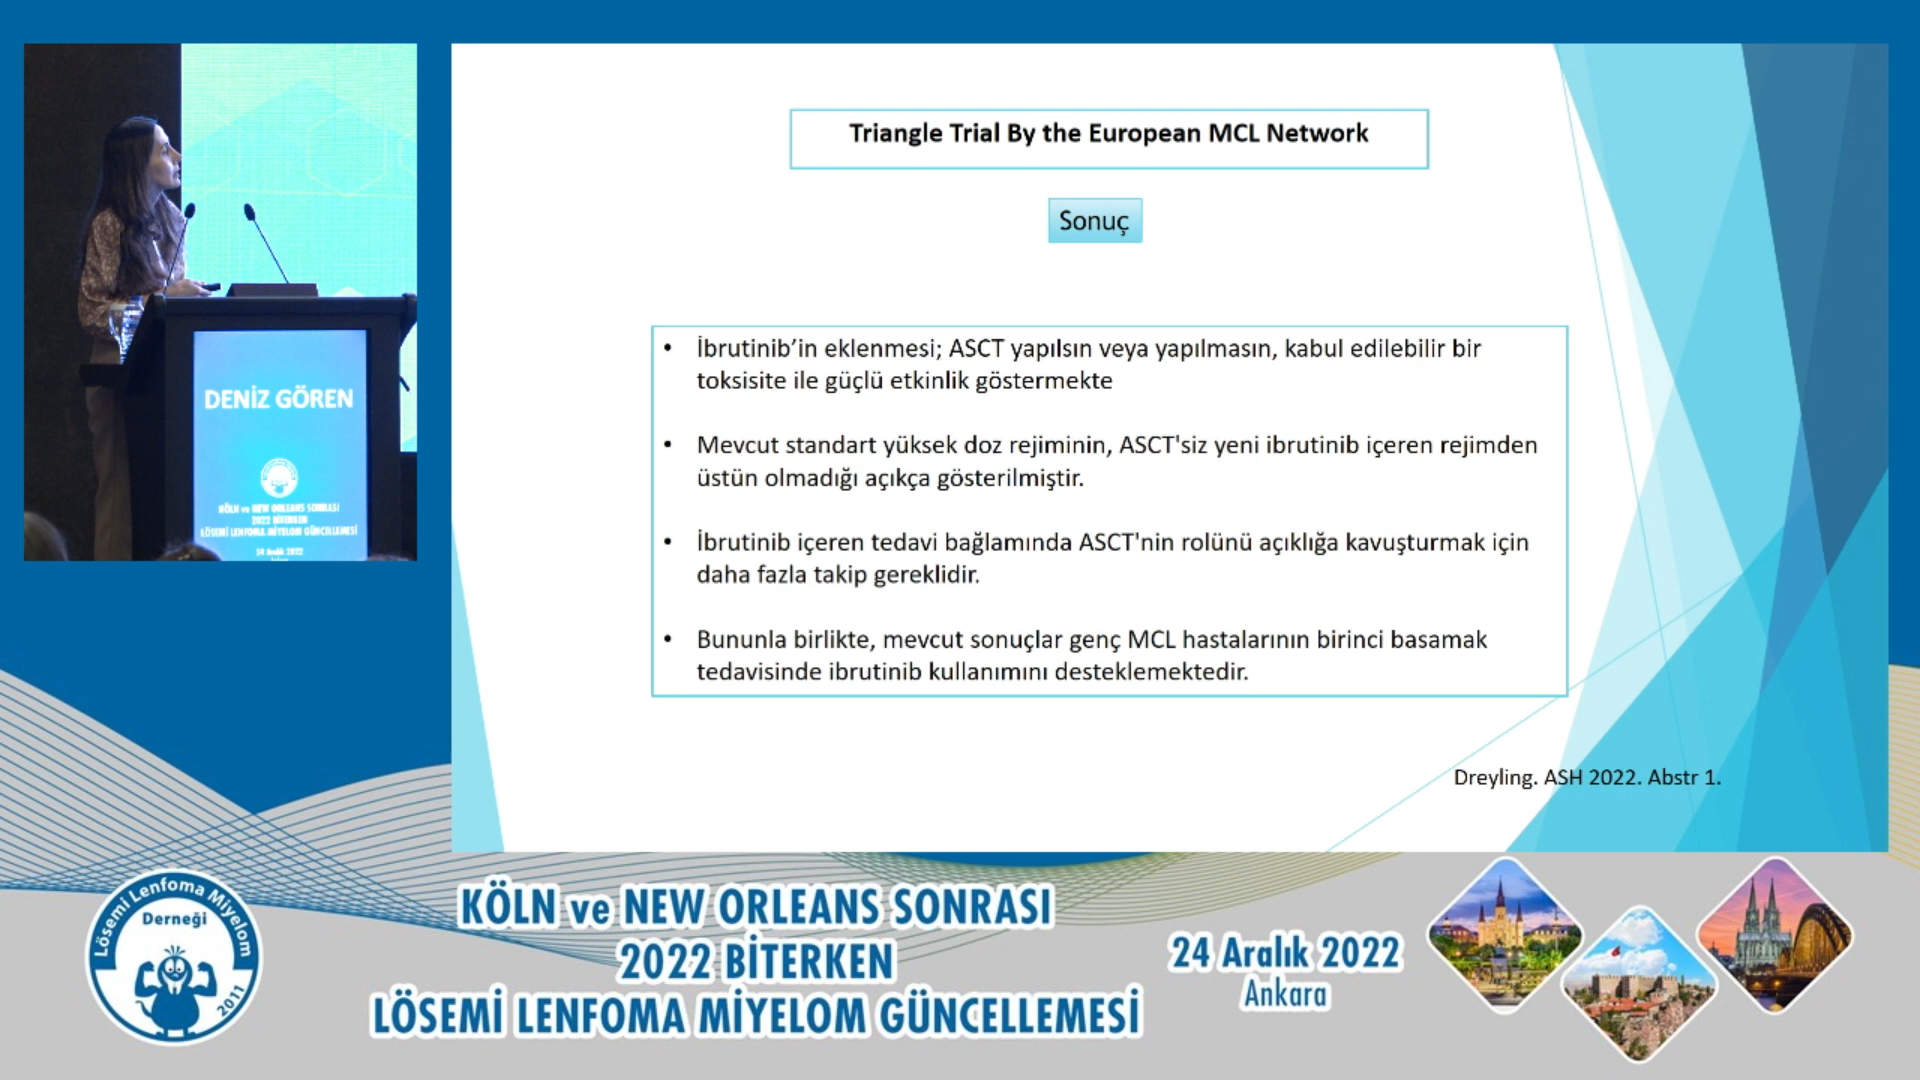 Triangle Trial By the European MCL Network
Sonuç
• İbrutinib’in eklenmesi; ASCT yapılsın veya yapılmasın, kabul edilebilir bir
toksisite ile güçlü etkinlik göstermekte
• Mevcut standart yüksek doz rejiminin, ASCT'siz yeni ibrutinib içeren rejimden
üstün olmadığı açıkça gösterilmiştir.
• İbrutinib içeren tedavi bağlamında ASCT'nin rolünü açıklığa kavuşturmak için
daha fazla takip gereklidir.
• Bununla birlikte, mevcut sonuçlar genç MCL hastalarının birinci basamak
tedavisinde ibrutinib kullanımını desteklemektedir.
Dreyling. ASH 2022. Abstr 1.
DENİZ GÖREN
KÖLN ve NEW ORLEANS SONRASI
2022 BİTERKEN
LÖSEMİ LENFOMA MİYELOM GÜNCELLEMESİ
24 Aralık 2022
Lösemi Lenfoma Miyelom
Derneği
2011
KÖLN ve NEW ORLEANS SONRASI
2022 BİTERKEN
LÖSEMİ LENFOMA MİYELOM GÜNCELLEMESİ
24 Aralık 2022
Ankara